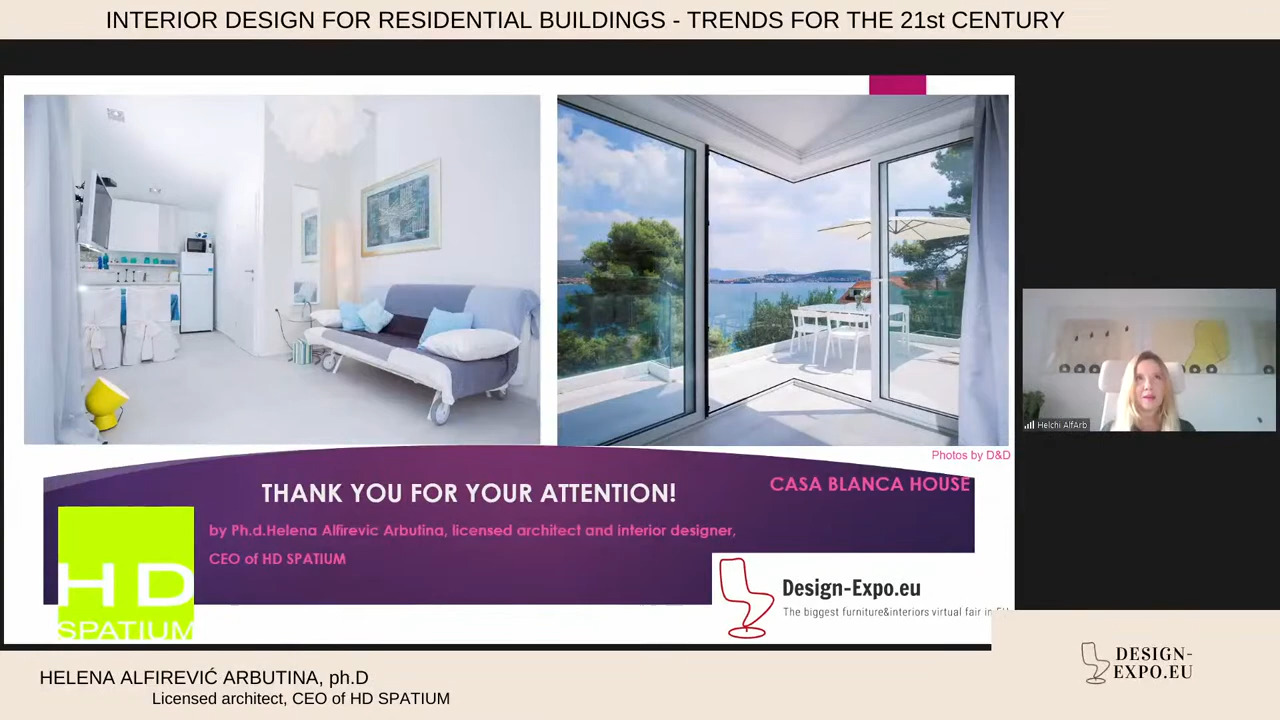 INTERIOR DESIGN FOR RESIDENTIAL BUILDINGS - TRENDS FOR THE 21st CENTURY
Photos by D&D
CASA BLANCA HOUSE
THANK YOU FOR YOUR ATTENTION!
by Ph.d.Helena Alfirevic Arbutina, licensed architect and interior designer,
CEO of HD SPATIUM
HD
SPATIUM
Design-Expo.eu
The biggest furniture&interiors virtual fair in EU
Helchi AlfArb
HELENA ALFIREVIĆ ARBUTINA, ph.D
Licensed architect, CEO of HD SPATIUM
DESIGN-
EXPO.EU